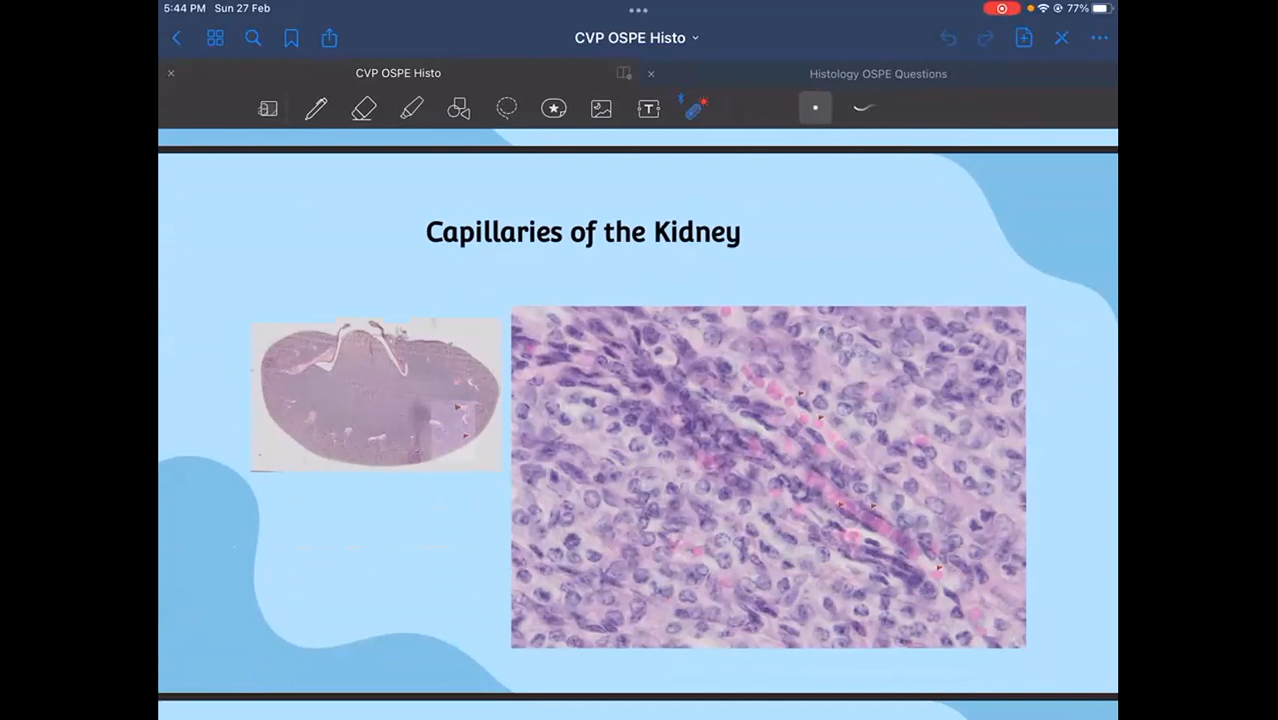 5:44 PM Sun 27 Feb
77%
CVP OSPE Histo
CVP OSPE Histo
Histology OSPE Questions
T
Capillaries of the Kidney